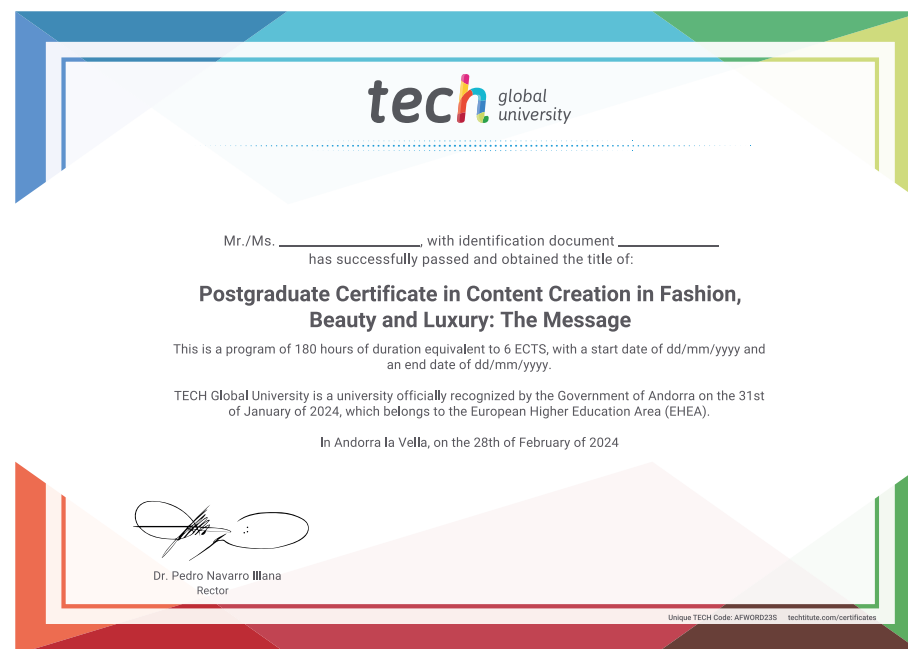 tech global
university
Mr./Ms. ____________, with identification document ____________
has successfully passed and obtained the title of:
Postgraduate Certificate in Content Creation in Fashion,
Beauty and Luxury: The Message
This is a program of 180 hours of duration equivalent to 6 ECTS, with a start date of dd/mm/yyyy and
an end date of dd/mm/yyyy.
TECH Global University is a university officially recognized by the Government of Andorra on the 31st
of January of 2024, which belongs to the European Higher Education Area (EHEA).
In Andorra la Vella, on the 28th of February of 2024
Dr. Pedro Navarro Illana
Rector
Unique TECH Code: AFWORD23S techtitute.com/certificates